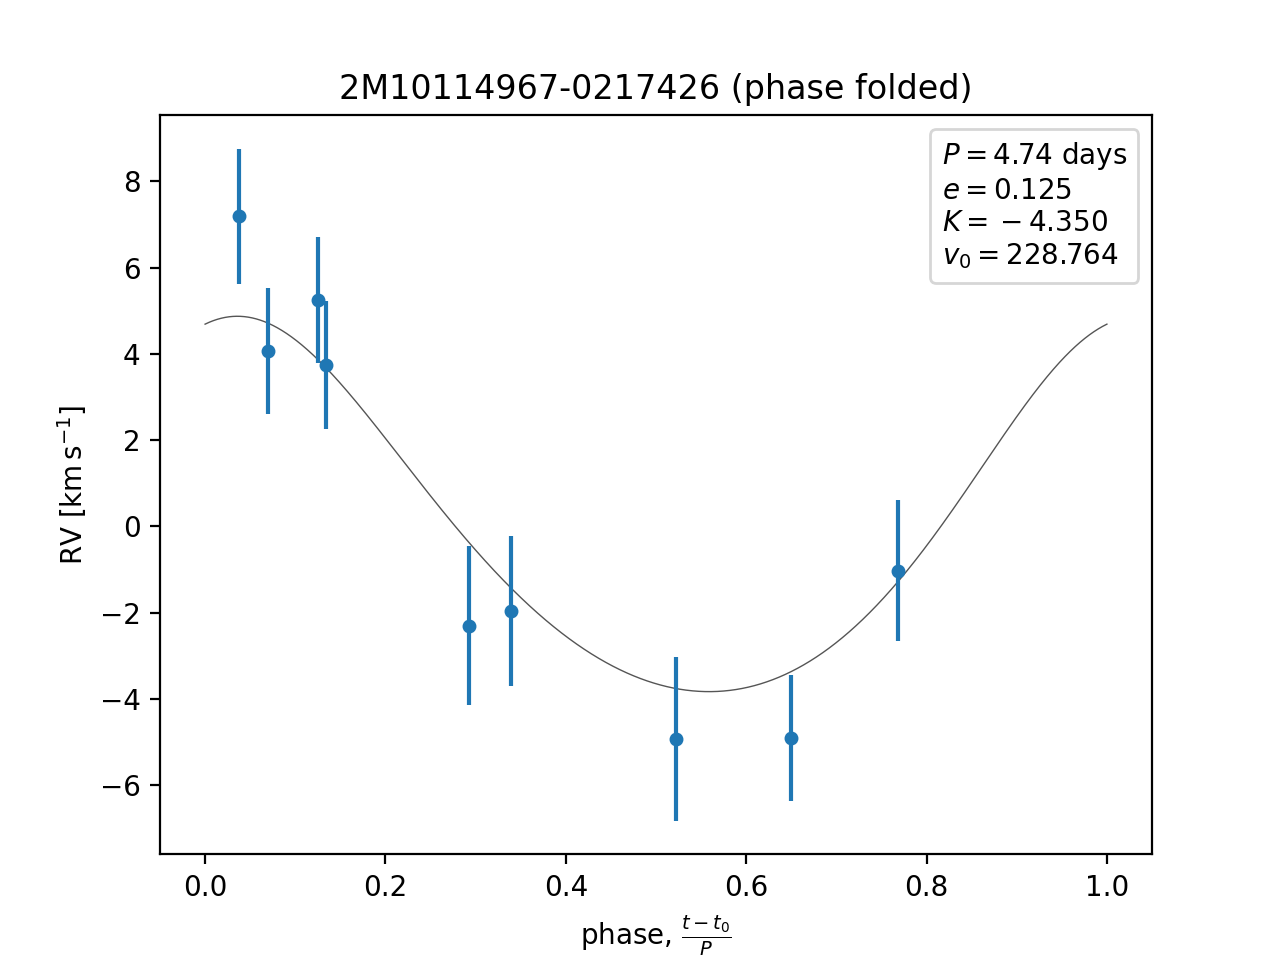 2M10114967-0217426 (phase folded)
P = 4.74 days
e = 0.125
K = −4.350
v₀ = 228.764
8
6
4
2
0
−2
−4
−6
RV [km s⁻¹]
0.0 0.2 0.4 0.6 0.8 1.0
phase, (t − t₀)/P